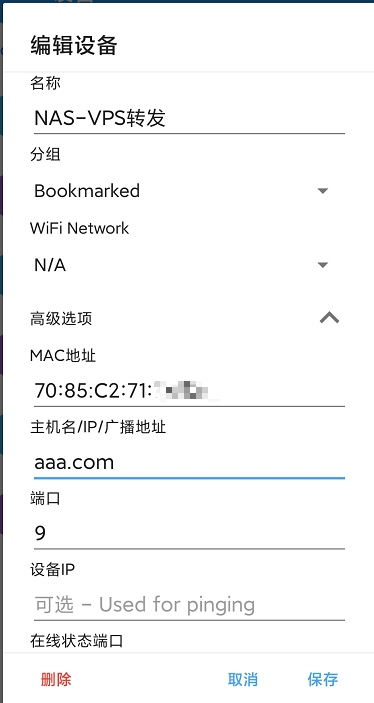 编辑设备
名称
NAS-VPS转发
分组
Bookmarked
WiFi Network
N/A
高级选项
MAC地址
70:85:C2:71:
主机名/IP/广播地址
aaa.com
端口
9
设备IP
可选 - Used for pinging
在线状态端口
删除
取消
保存